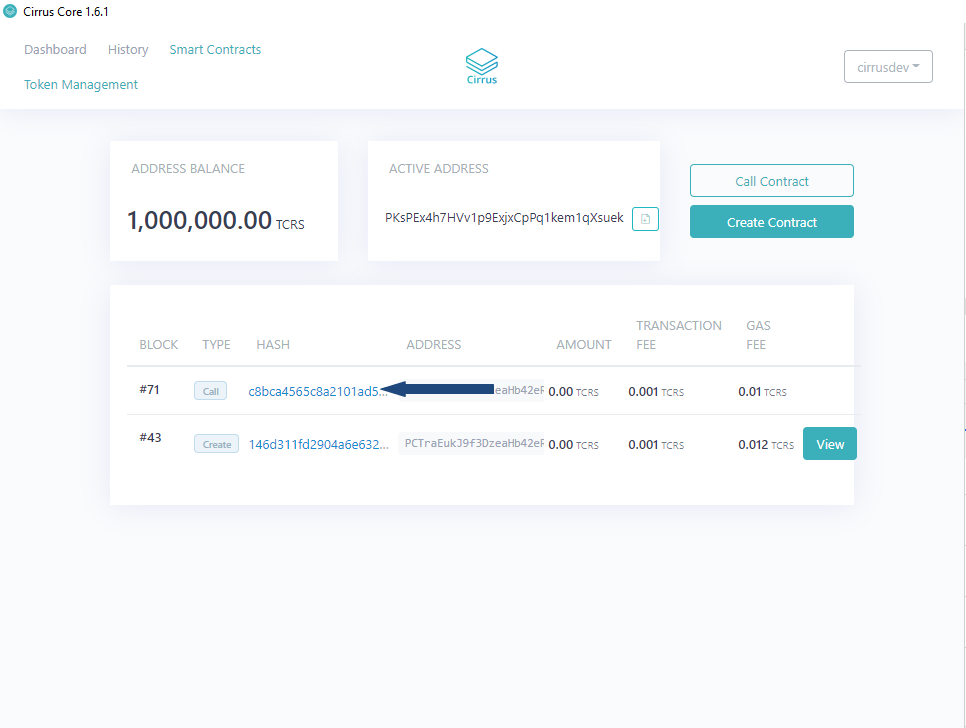 Cirrus Core 1.6.1
Dashboard History Smart Contracts
Token Management
Cirrus
cirrusdev
ADDRESS BALANCE
1,000,000.00 TCRS
ACTIVE ADDRESS
PKsPEx4h7HVv1p9ExjxCpPq1kem1qXsuek
Call Contract
Create Contract
BLOCK TYPE HASH ADDRESS AMOUNT TRANSACTION FEE GAS FEE
#71 Call c8bca4565c8a2101ad5... eaHb42eF 0.00 TCRS 0.001 TCRS 0.01 TCRS
#43 Create 146d311fd2904a6e632... PCTraEukJ9f3DzeaHb42eF 0.00 TCRS 0.001 TCRS 0.012 TCRS View